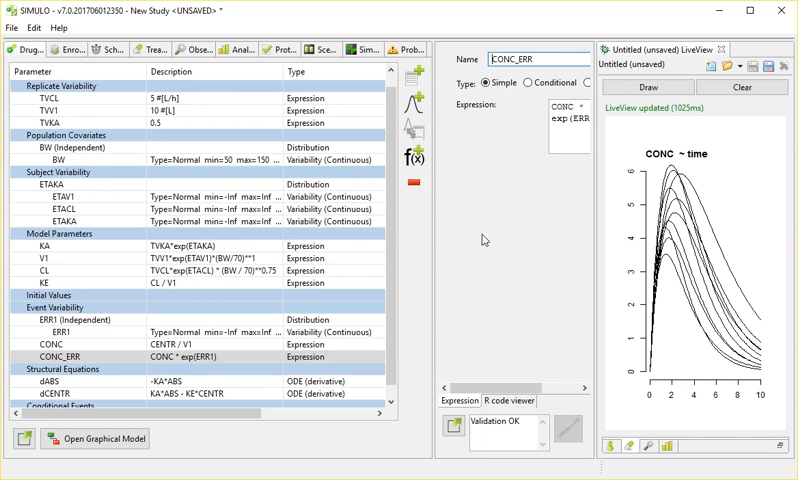 SIMULO - v7.0.201706012350 - New Study <UNSAVED> *
File Edit Help
Drug... Enro... Sch... Trea... Obse... Anal... Prot... Sce... Sim... Prob...
Parameter Description Type
Replicate Variability
TVCL 5 #[L/h] Expression
TVV1 10 #[L] Expression
TVKA 0.5 Expression
Population Covariates
BW (Independent) Distribution
BW Type=Normal min=50 max=150 ... Variability (Continuous)
Subject Variability
ETAKA Distribution
ETAV1 Type=Normal min=-Inf max=Inf ... Variability (Continuous)
ETACL Type=Normal min=-Inf max=Inf ... Variability (Continuous)
ETAKA Type=Normal min=-Inf max=Inf ... Variability (Continuous)
Model Parameters
KA TVKA*exp(ETAKA) Expression
V1 TVV1*exp(ETAV1)*(BW/70)**1 Expression
CL TVCL*exp(ETACL) * (BW / 70)**0.75 Expression
KE CL / V1 Expression
Initial Values
Event Variability
ERR1 (Independent) Distribution
ERR1 Type=Normal min=-Inf max=Inf ... Variability (Continuous)
CONC CENTR / V1 Expression
CONC_ERR CONC * exp(ERR1) Expression
Structural Equations
dABS -KA*ABS ODE (derivative)
dCENTR KA*ABS - KE*CENTR ODE (derivative)
Conditional Events
Open Graphical Model
f(x)
Name CONC_ERR
Type: Simple Conditional
Expression: CONC *
exp(ERR
Expression R code viewer
Validation OK
Untitled (unsaved) LiveView
Untitled (unsaved)
Draw Clear
LiveView updated (1025ms)
CONC ~ time
6
5
4
3
2
1
0
0 2 4 6 8 10